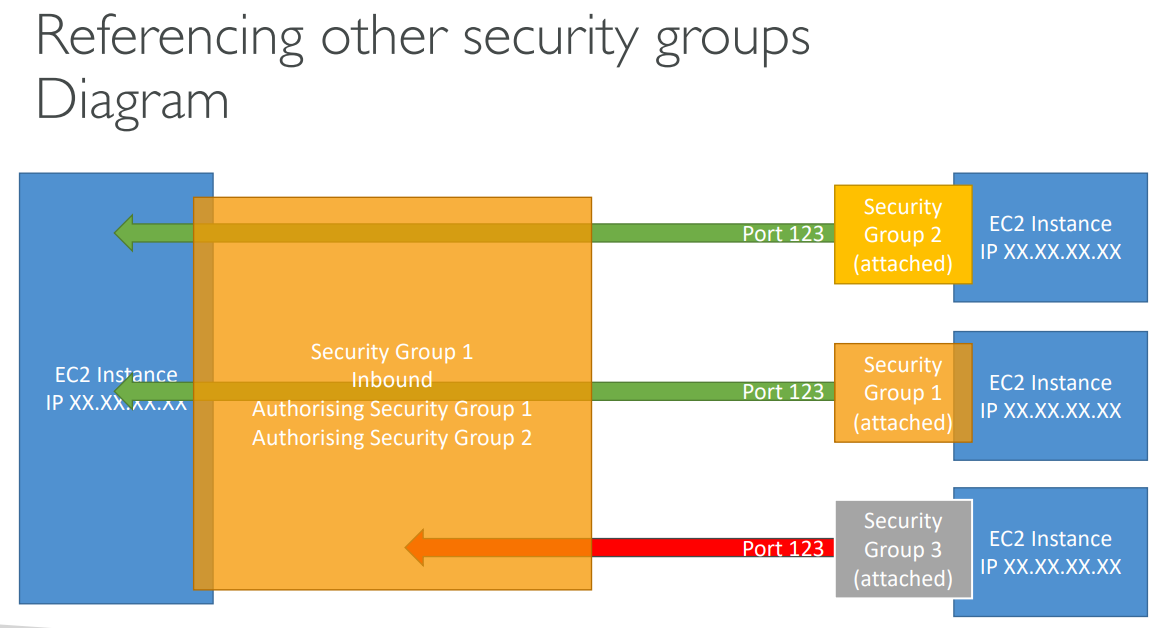 Referencing other security groups
Diagram
EC2 Instance
IP XX.XX.XX.XX
Security Group 1
Inbound
Authorising Security Group 1
Authorising Security Group 2
Port 123
Security
Group 2
(attached)
EC2 Instance
IP XX.XX.XX.XX
Port 123
Security
Group 1
(attached)
EC2 Instance
IP XX.XX.XX.XX
Port 123
Security
Group 3
(attached)
EC2 Instance
IP XX.XX.XX.XX